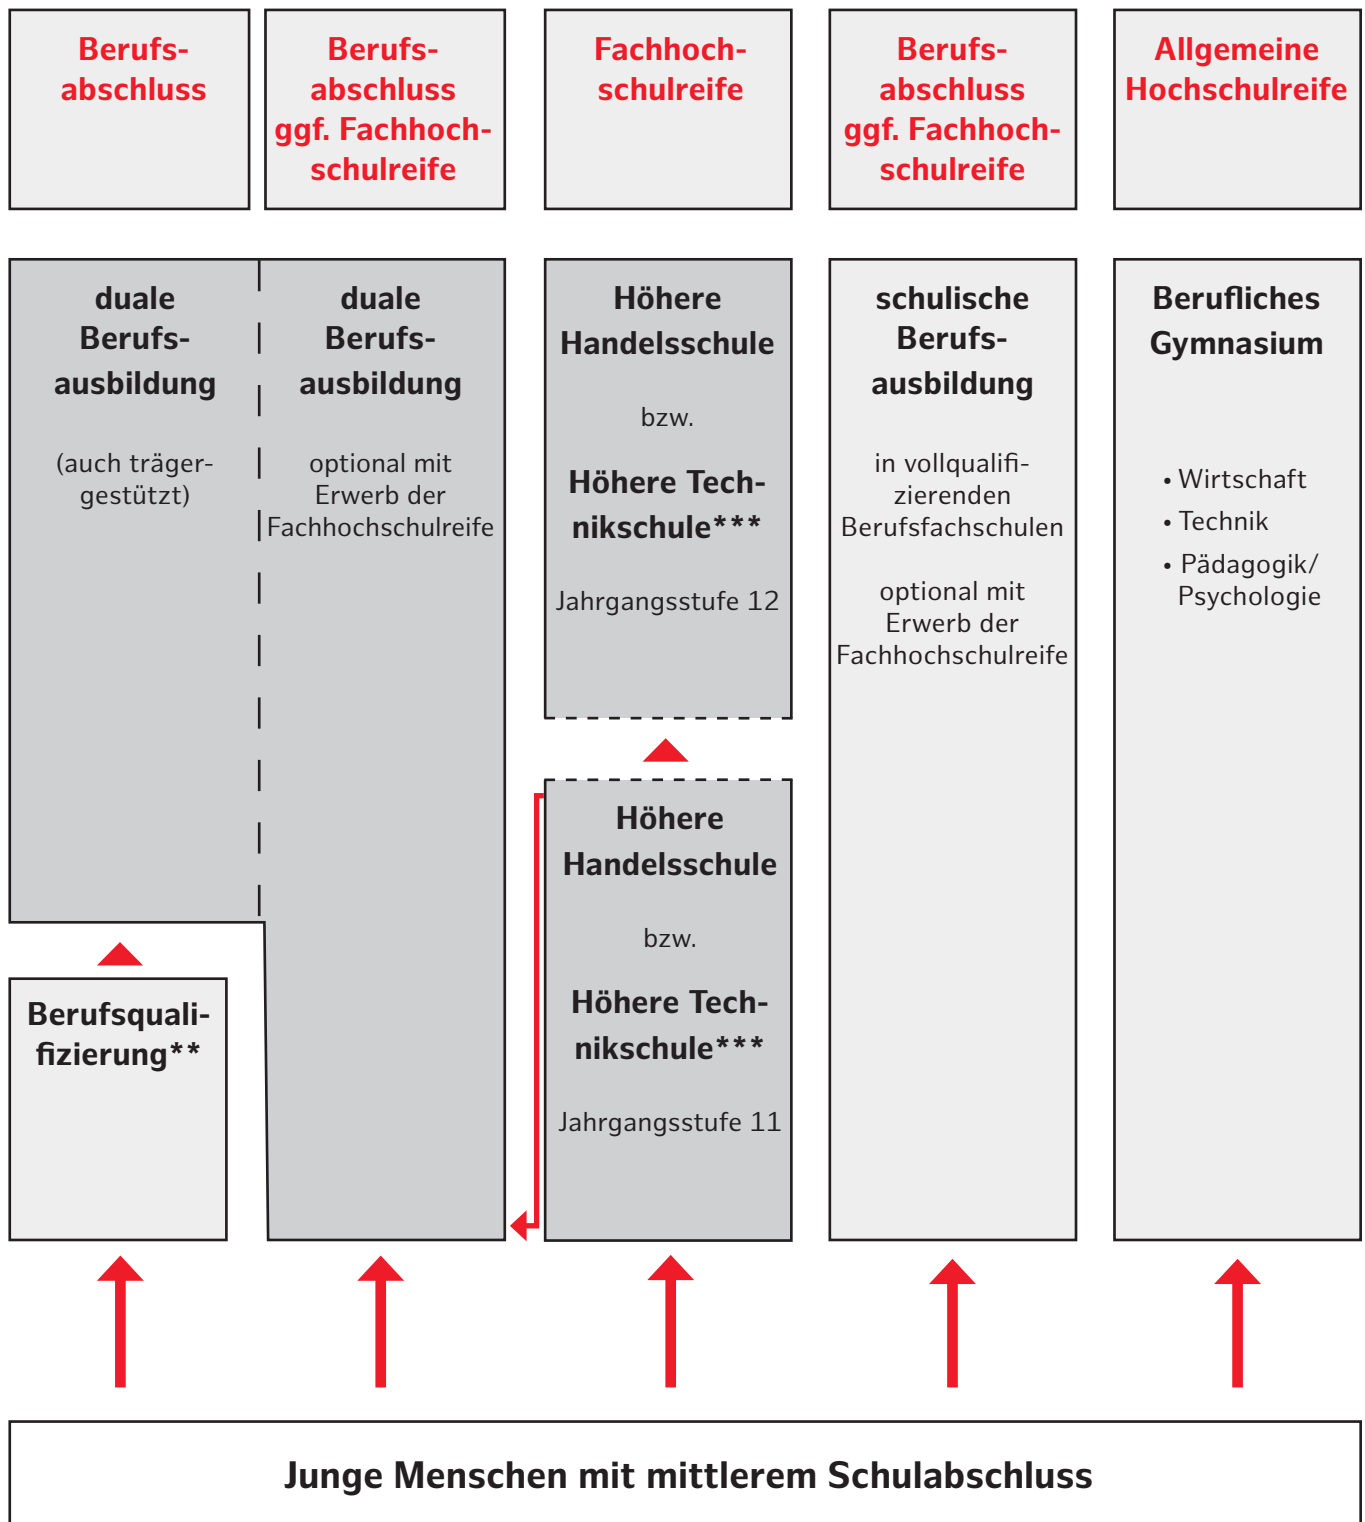 Berufs-
abschluss
Berufs-
abschluss
ggf. Fachhoch-
schulreife
Fachhoch-
schulreife
Berufs-
abschluss
ggf. Fachhoch-
schulreife
Allgemeine
Hochschulreife
duale
Berufs-
ausbildung
(auch träger-
gestützt)
duale
Berufs-
ausbildung
optional mit
Erwerb der
Fachhochschulreife
Höhere
Handelsschule
bzw.
Höhere Tech-
nikschule***
Jahrgangsstufe 12
schulische
Berufs-
ausbildung
in vollqualifi-
zierenden
Berufsfachschulen
optional mit
Erwerb der
Fachhochschulreife
Berufliches
Gymnasium
• Wirtschaft
• Technik
• Pädagogik/
Psychologie
Höhere
Handelsschule
bzw.
Höhere Tech-
nikschule***
Jahrgangsstufe 11
Berufsquali-
fizierung**
Junge Menschen mit mittlerem Schulabschluss